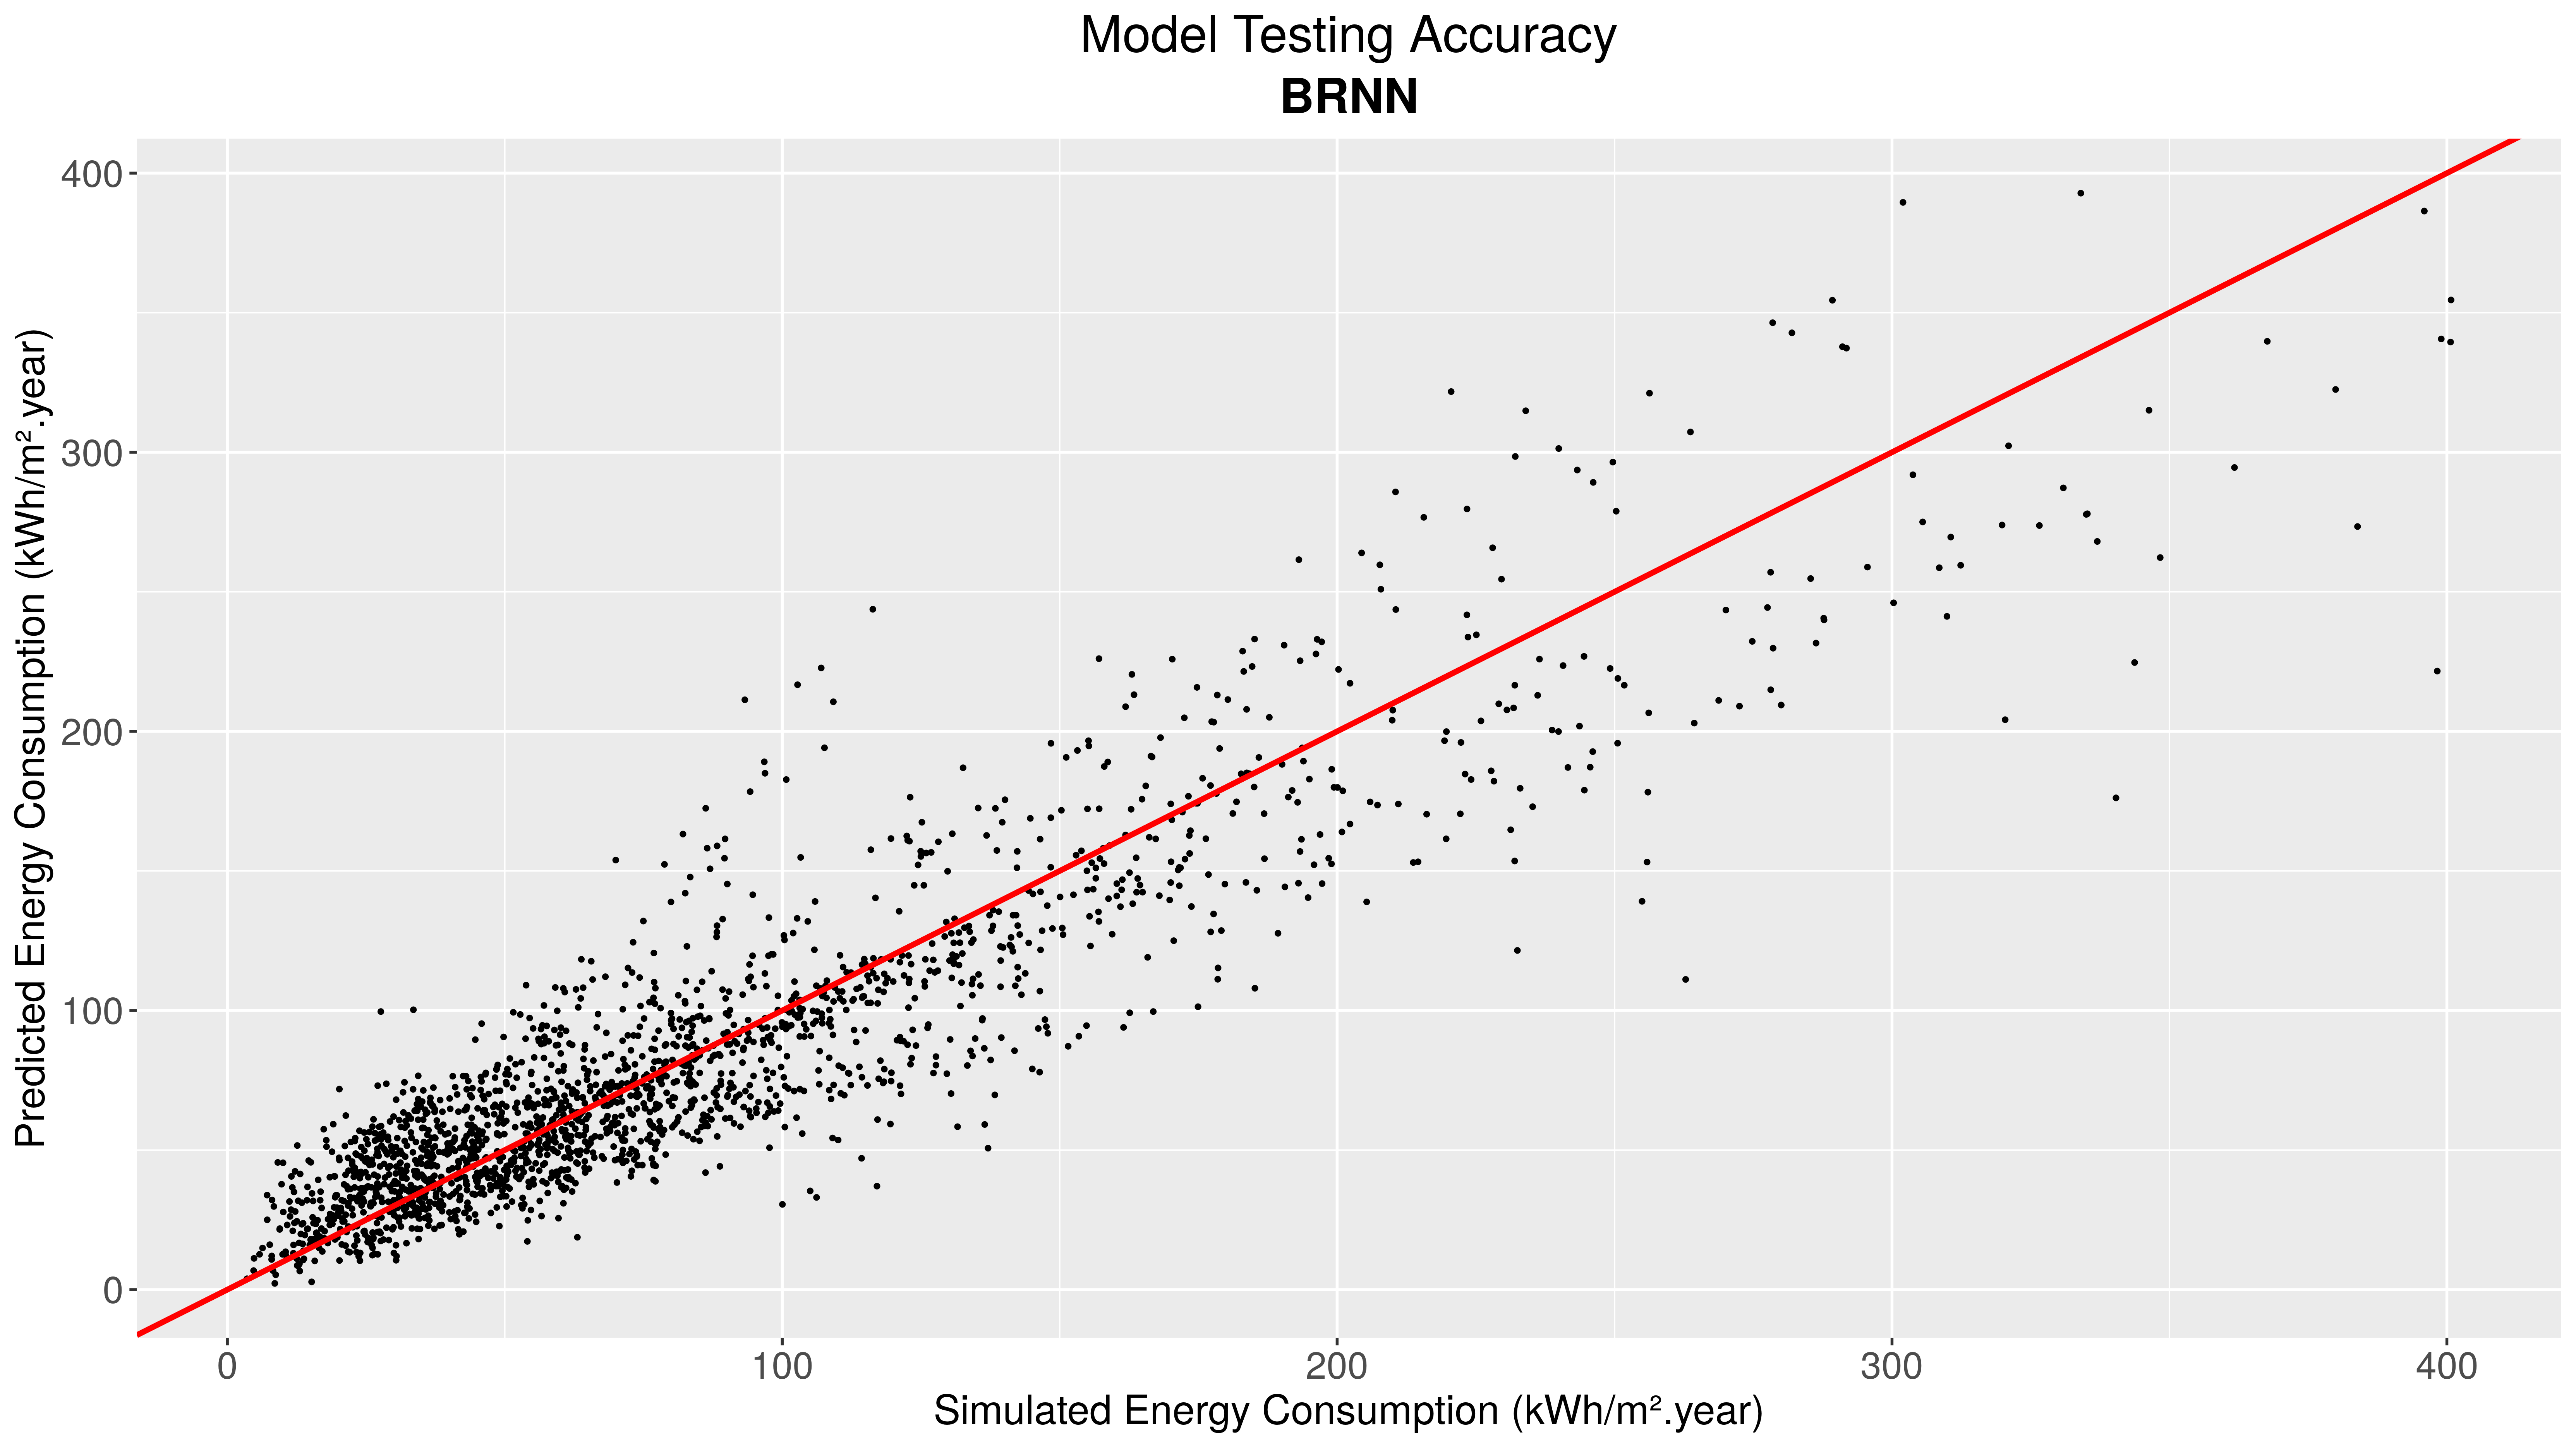 Model Testing Accuracy
BRNN
Predicted Energy Consumption (kWh/m².year)
400
300
200
100
0
0 100 200 300 400
Simulated Energy Consumption (kWh/m².year)